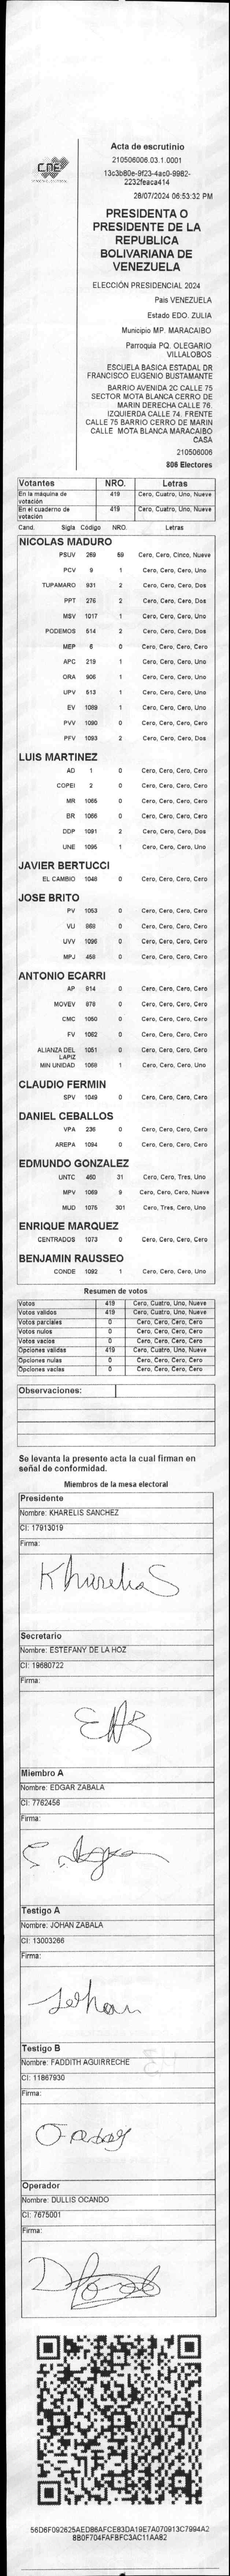 CNE
Acta de escrutinio
210506006.03.1.0001
13c3b80e-9f23-4ac0-9982-
2232feaca414
28/07/2024 06:53:32 PM
PRESIDENTA O
PRESIDENTE DE LA
REPUBLICA
BOLIVARIANA DE
VENEZUELA
ELECCIÓN PRESIDENCIAL 2024
País VENEZUELA
Estado EDO. ZULIA
Municipio MP. MARACAIBO
Parroquia PQ. OLEGARIO
VILLALOBOS
ESCUELA BASICA ESTADAL DR
FRANCISCO EUGENIO BUSTAMANTE
BARRIO AVENIDA 2C CALLE 75
SECTOR MOTA BLANCA CERRO DE
MARIN DERECHA CALLE 76.
IZQUIERDA CALLE 74. FRENTE
CALLE 75 BARRIO CERRO DE MARIN
CALLE MOTA BLANCA MARACAIBO
CASA
210506006
806 Electores
Votantes NRO. Letras
En la máquina de votación 419 Cero, Cuatro, Uno, Nueve
En el cuaderno de votación 419 Cero, Cuatro, Uno, Nueve
Cand. Sigla Código NRO. Letras
NICOLAS MADURO
PSUV 269 59 Cero, Cero, Cinco, Nueve
PCV 9 1 Cero, Cero, Cero, Uno
TUPAMARO 931 2 Cero, Cero, Cero, Dos
PPT 276 2 Cero, Cero, Cero, Dos
MSV 1017 1 Cero, Cero, Cero, Uno
PODEMOS 514 2 Cero, Cero, Cero, Dos
MEP 6 0 Cero, Cero, Cero, Cero
APC 219 1 Cero, Cero, Cero, Uno
ORA 906 1 Cero, Cero, Cero, Uno
UPV 513 1 Cero, Cero, Cero, Uno
EV 1089 1 Cero, Cero, Cero, Uno
PVV 1090 0 Cero, Cero, Cero, Cero
PFV 1093 2 Cero, Cero, Cero, Dos
LUIS MARTINEZ
AD 1 0 Cero, Cero, Cero, Cero
COPEI 2 0 Cero, Cero, Cero, Cero
MR 1065 0 Cero, Cero, Cero, Cero
BR 1066 0 Cero, Cero, Cero, Cero
DDP 1091 2 Cero, Cero, Cero, Dos
UNE 1095 1 Cero, Cero, Cero, Uno
JAVIER BERTUCCI
EL CAMBIO 1046 0 Cero, Cero, Cero, Cero
JOSE BRITO
PV 1053 0 Cero, Cero, Cero, Cero
VU 868 0 Cero, Cero, Cero, Cero
UVV 1096 0 Cero, Cero, Cero, Cero
MPJ 458 0 Cero, Cero, Cero, Cero
ANTONIO ECARRI
AP 914 0 Cero, Cero, Cero, Cero
MOVEV 978 0 Cero, Cero, Cero, Cero
CMC 1050 0 Cero, Cero, Cero, Cero
FV 1062 0 Cero, Cero, Cero, Cero
ALIANZA DEL LAPIZ 1051 0 Cero, Cero, Cero, Cero
MIN UNIDAD 1058 1 Cero, Cero, Cero, Uno
CLAUDIO FERMIN
SPV 1049 0 Cero, Cero, Cero, Cero
DANIEL CEBALLOS
VPA 236 0 Cero, Cero, Cero, Cero
AREPA 1094 0 Cero, Cero, Cero, Cero
EDMUNDO GONZALEZ
UNTC 460 31 Cero, Cero, Tres, Uno
MPV 1069 9 Cero, Cero, Cero, Nueve
MUD 1075 301 Cero, Tres, Cero, Uno
ENRIQUE MARQUEZ
CENTRADOS 1073 0 Cero, Cero, Cero, Cero
BENJAMIN RAUSSEO
CONDE 1092 1 Cero, Cero, Cero, Uno
Resumen de votos
Votos 419 Cero, Cuatro, Uno, Nueve
Votos validos 419 Cero, Cuatro, Uno, Nueve
Votos parciales 0 Cero, Cero, Cero, Cero
Votos nulos 0 Cero, Cero, Cero, Cero
Votos vacios 0 Cero, Cero, Cero, Cero
Opciones validas 419 Cero, Cuatro, Uno, Nueve
Opciones nulas 0 Cero, Cero, Cero, Cero
Opciones vacias 0 Cero, Cero, Cero, Cero
Observaciones:
Se levanta la presente acta la cual firman en
señal de conformidad.
Miembros de la mesa electoral
Presidente
Nombre: KHARELIS SANCHEZ
CI: 17913019
Firma:
Kharelis S
Secretario
Nombre: ESTEFANY DE LA HOZ
CI: 19680722
Firma:
Miembro A
Nombre: EDGAR ZABALA
CI: 7762456
Firma:
Testigo A
Nombre: JOHAN ZABALA
CI: 13003266
Firma:
Johan
Testigo B
Nombre: FADDITH AGUIRRECHE
CI: 11867930
Firma:
Operador
Nombre: DULLIS OCANDO
CI: 7675001
Firma:
56D6F092625AED86AFCE83DA19E7A070913C7994A2
8B0F704FAFBFC3AC11AA82